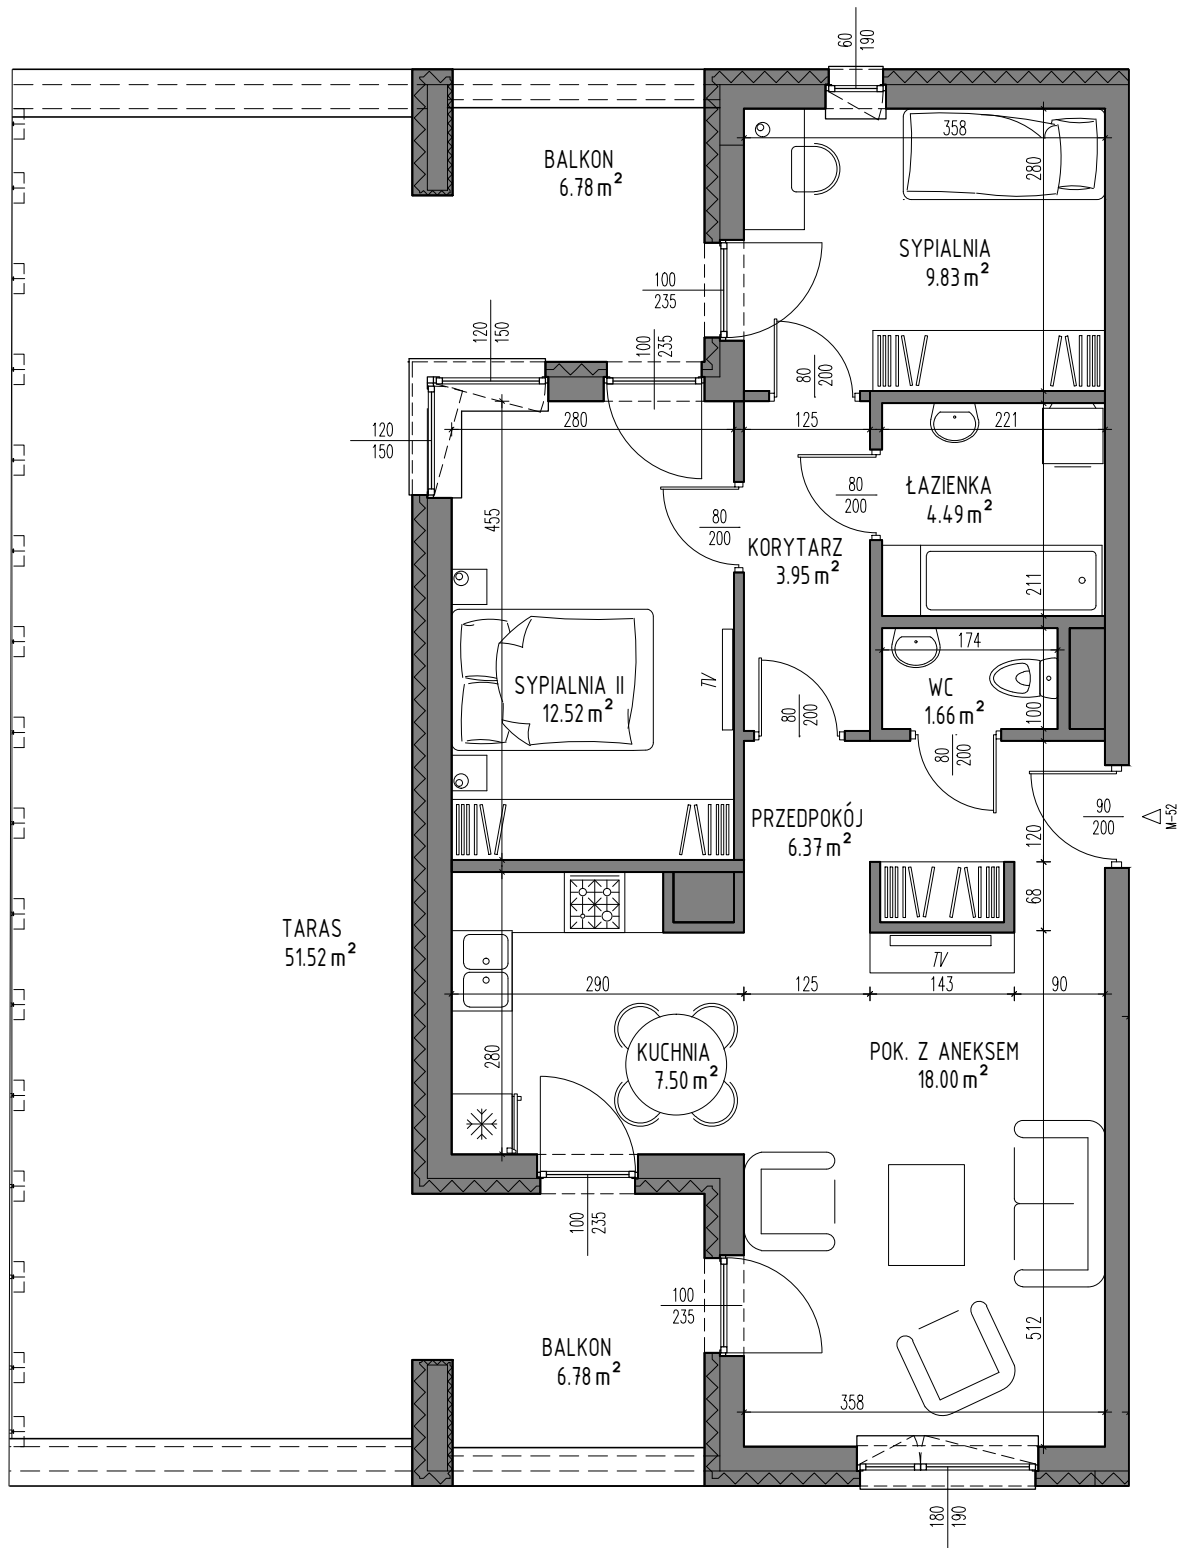 60
190
BALKON
6.78 m²
358
280
SYPIALNIA
9.83 m²
100
235
120
150
100
235
80
200
120
150
280
125
221
455
80
200
80
200
ŁAZIENKA
4.49 m²
KORYTARZ
3.95 m²
211
174
SYPIALNIA II
12.52 m²
TV
WC
1.66 m²
100
80
200
80
200
PRZEDPOKÓJ
6.37 m²
120
90
200
M-52
68
TARAS
51.52 m²
TV
290
125
143
90
280
KUCHNIA
7.50 m²
POK. Z ANEKSEM
18.00 m²
100
235
100
235
512
BALKON
6.78 m²
358
180
190